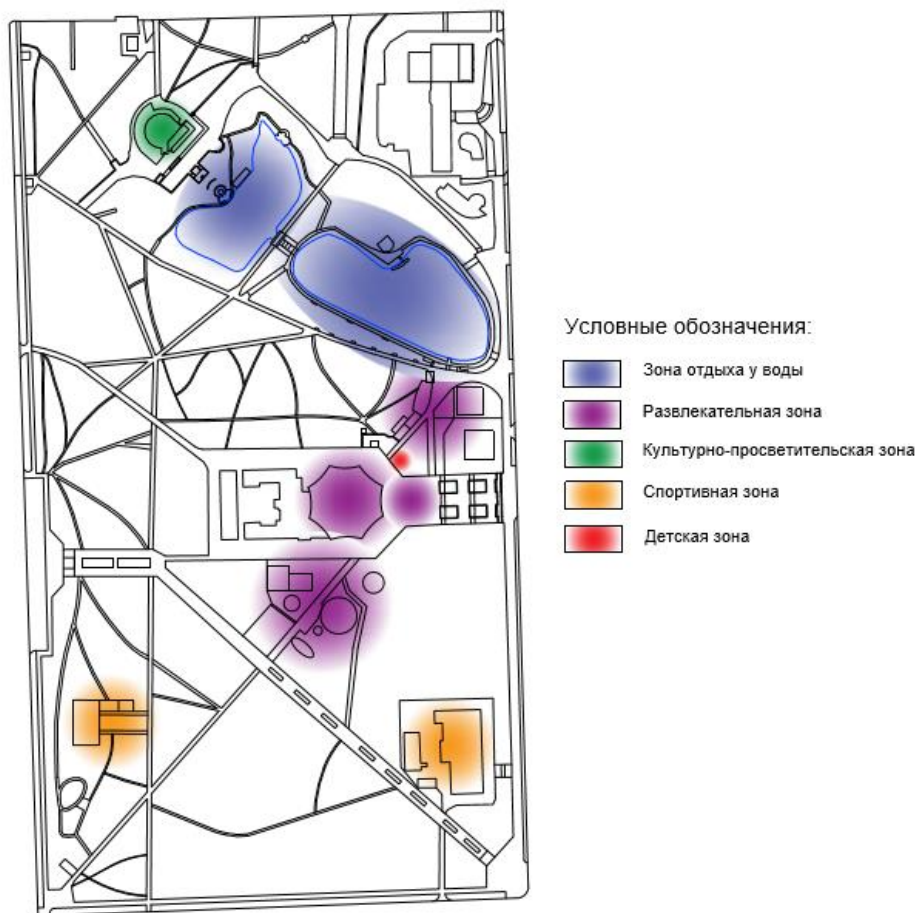 Условные обозначения:
Зона отдыха у воды
Развлекательная зона
Культурно-просветительская зона
Спортивная зона
Детская зона